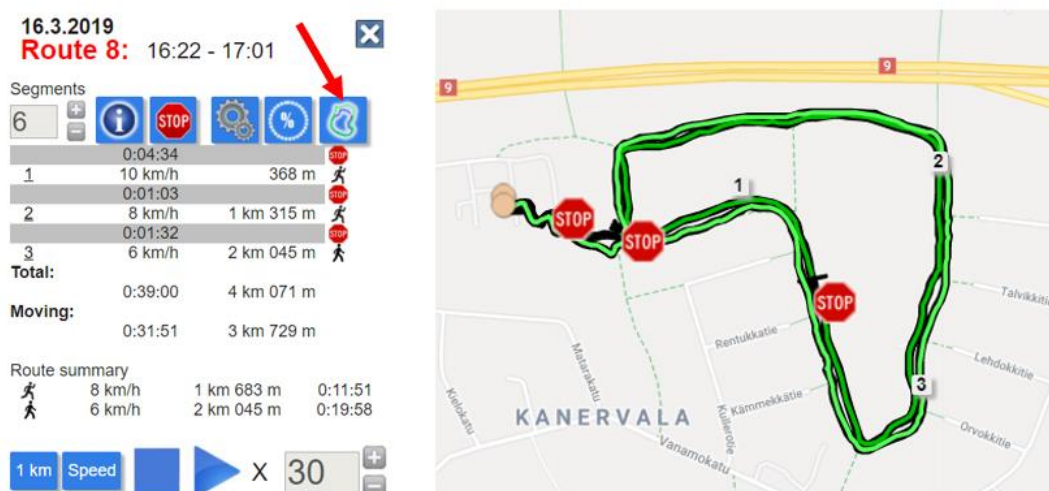 16.3.2019
Route 8: 16:22 - 17:01
Segments
6
STOP
%
0:04:34 STOP
1 10 km/h 368 m
0:01:03 STOP
2 8 km/h 1 km 315 m
0:01:32 STOP
3 6 km/h 2 km 045 m
Total:
0:39:00 4 km 071 m
Moving:
0:31:51 3 km 729 m
Route summary
8 km/h 1 km 683 m 0:11:51
6 km/h 2 km 045 m 0:19:58
1 km Speed X 30
9
9
2
1
STOP
STOP
Talvikkitie
STOP
Rentukkatie
Lehdokkitie
Matarakatu
3
Kielokatu
Kämmekkätie
Kullerotie
KANERVALA
Orvokkitie
Vanamokatu